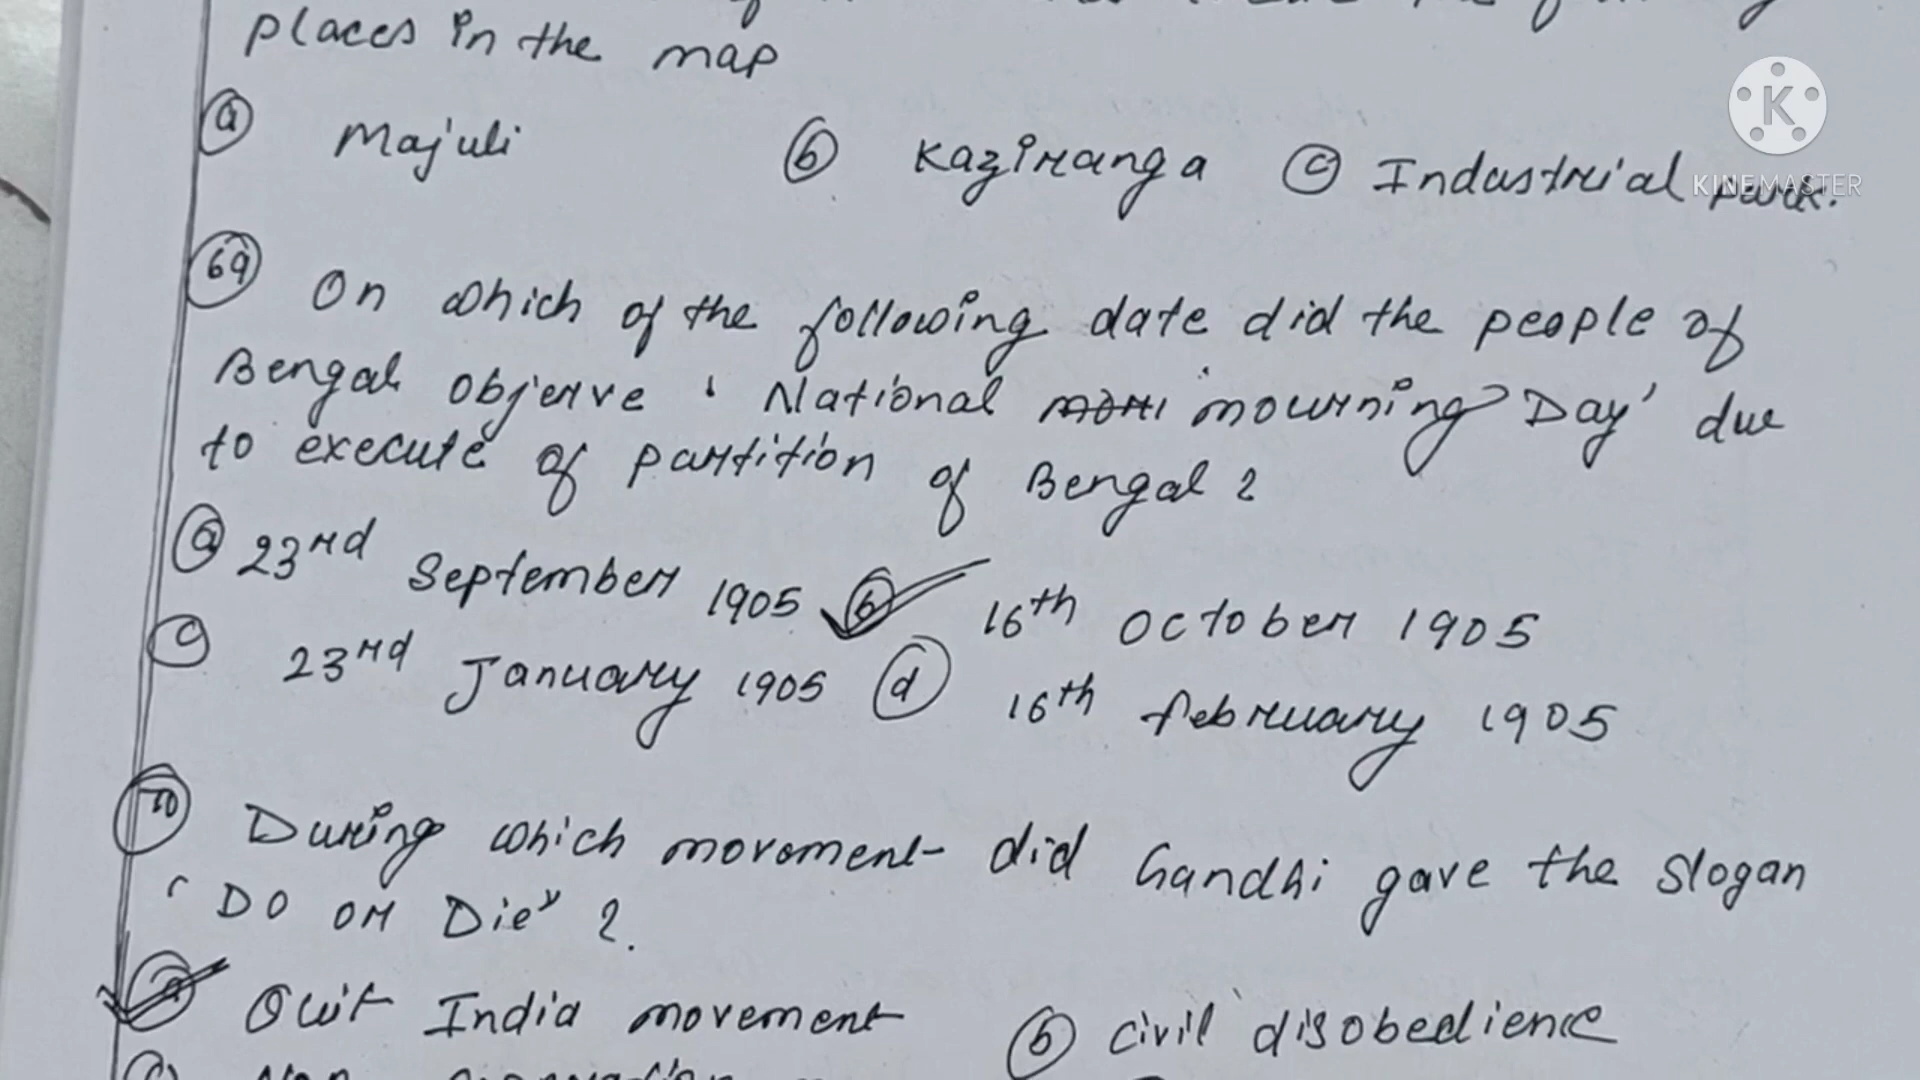 places in the map
a Majuli b Kaziranga c Industrial park.
K
KINEMASTER
69 On which of the following date did the people of
Bengal observe 'National mourning Day' due
to execute of partition of Bengal ?
a 23rd September 1905 b 16th October 1905
c 23rd January 1905 d 16th february 1905
70 During which movement did Gandhi gave the slogan
'DO or Die' ?
a Quit India movement b civil disobedience